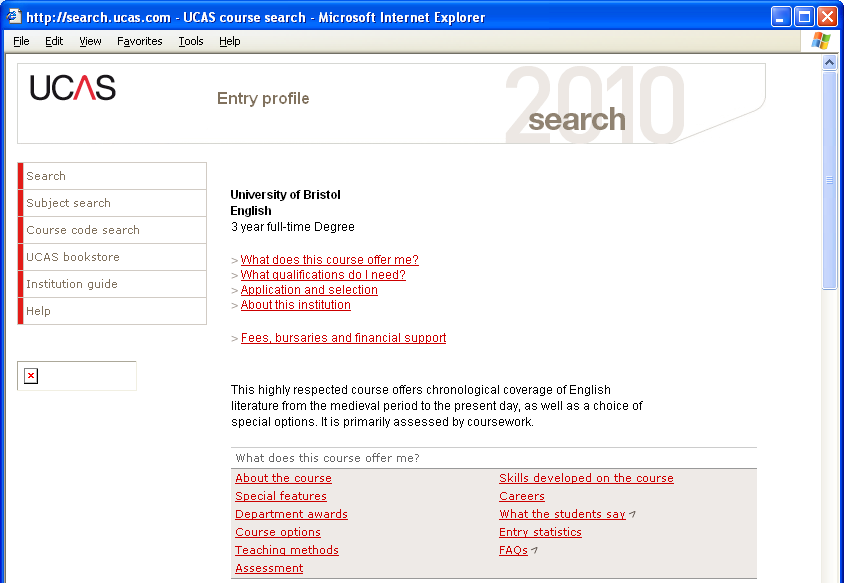 http://search.ucas.com - UCAS course search - Microsoft Internet Explorer
File Edit View Favorites Tools Help
UCAS
Entry profile
2010
search
Search
Subject search
Course code search
UCAS bookstore
Institution guide
Help
University of Bristol
English
3 year full-time Degree
> What does this course offer me?
> What qualifications do I need?
> Application and selection
> About this institution
> Fees, bursaries and financial support
This highly respected course offers chronological coverage of English
literature from the medieval period to the present day, as well as a choice of
special options. It is primarily assessed by coursework.
What does this course offer me?
About the course
Special features
Department awards
Course options
Teaching methods
Assessment
Skills developed on the course
Careers
What the students say
Entry statistics
FAQs